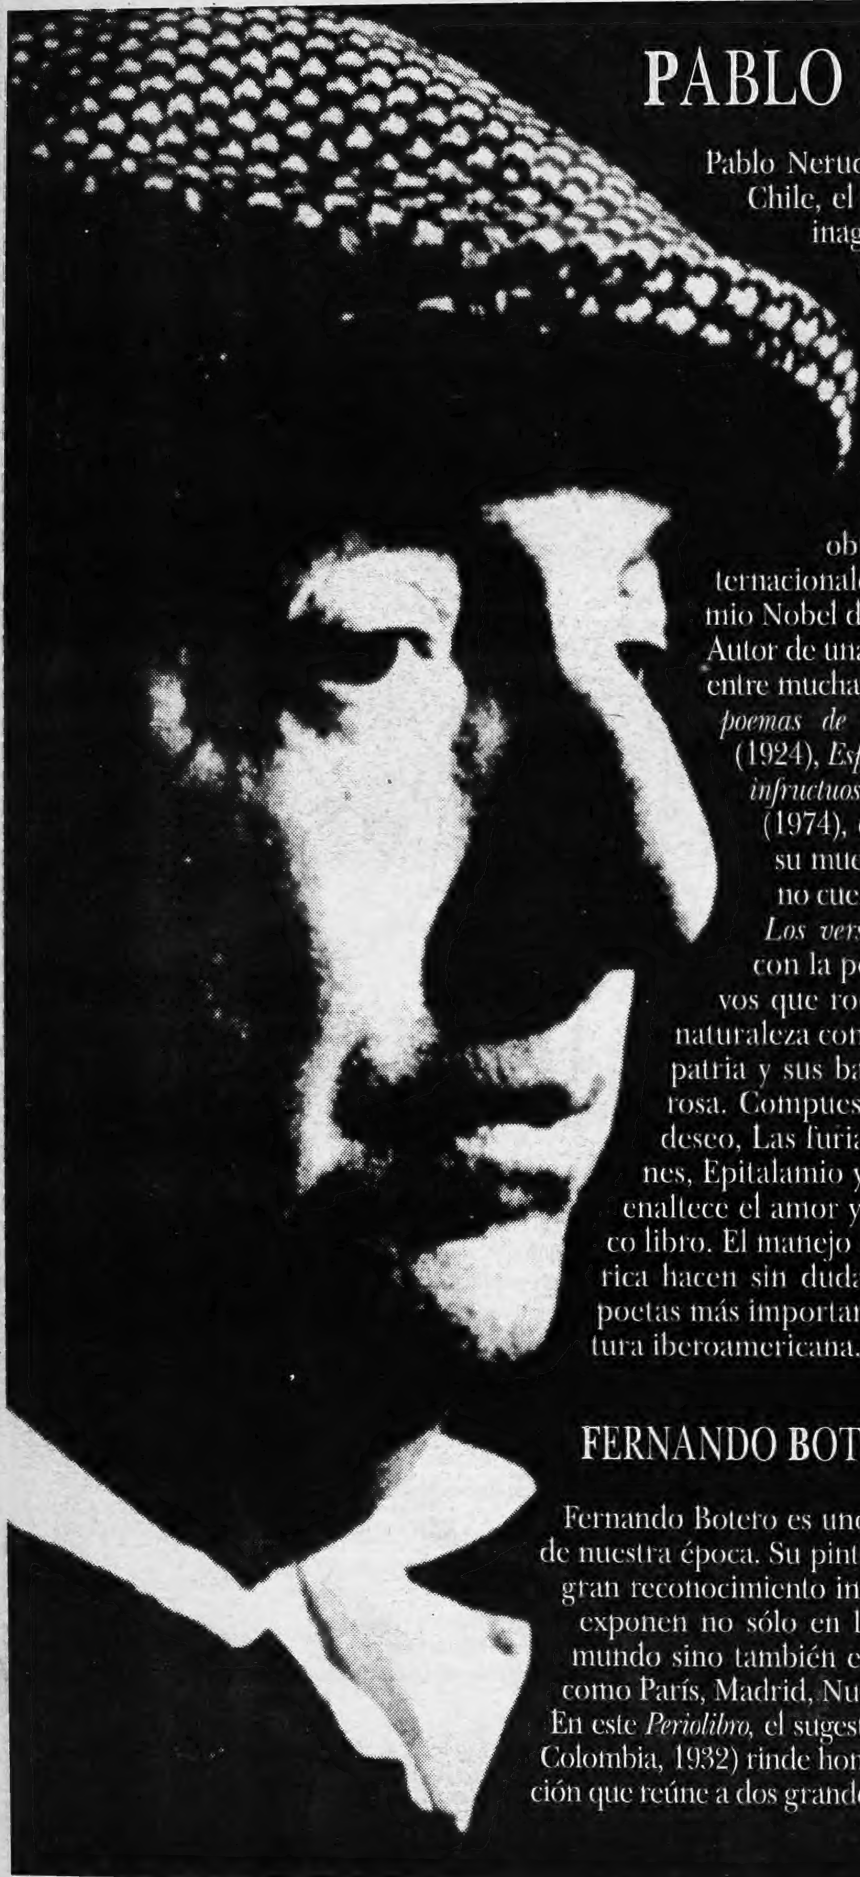 PABLO
Pablo Neruc
Chile, el
inag
ob
ternacional
mio Nobel d
Autor de una
entre mucha
poemas de
(1924), Esp
infructuos
(1974),
su mue
no cue
Los vers
con la po
vos que ro
naturaleza con
patria y sus ba
rosa. Compues
deseo, Las furia
nes, Epitalamio y
enaltece el amor y
co libro. El manejo
rica hacen sin duda
poetas más importan
tura iberoamericana.
FERNANDO BOT
Fernando Botero es uno
de nuestra época. Su pint
gran reconocimiento in
exponen no sólo en l
mundo sino también e
como París, Madrid, Nu
En este Periolibro, el sugest
Colombia, 1932) rinde hon
ción que reúne a dos grande